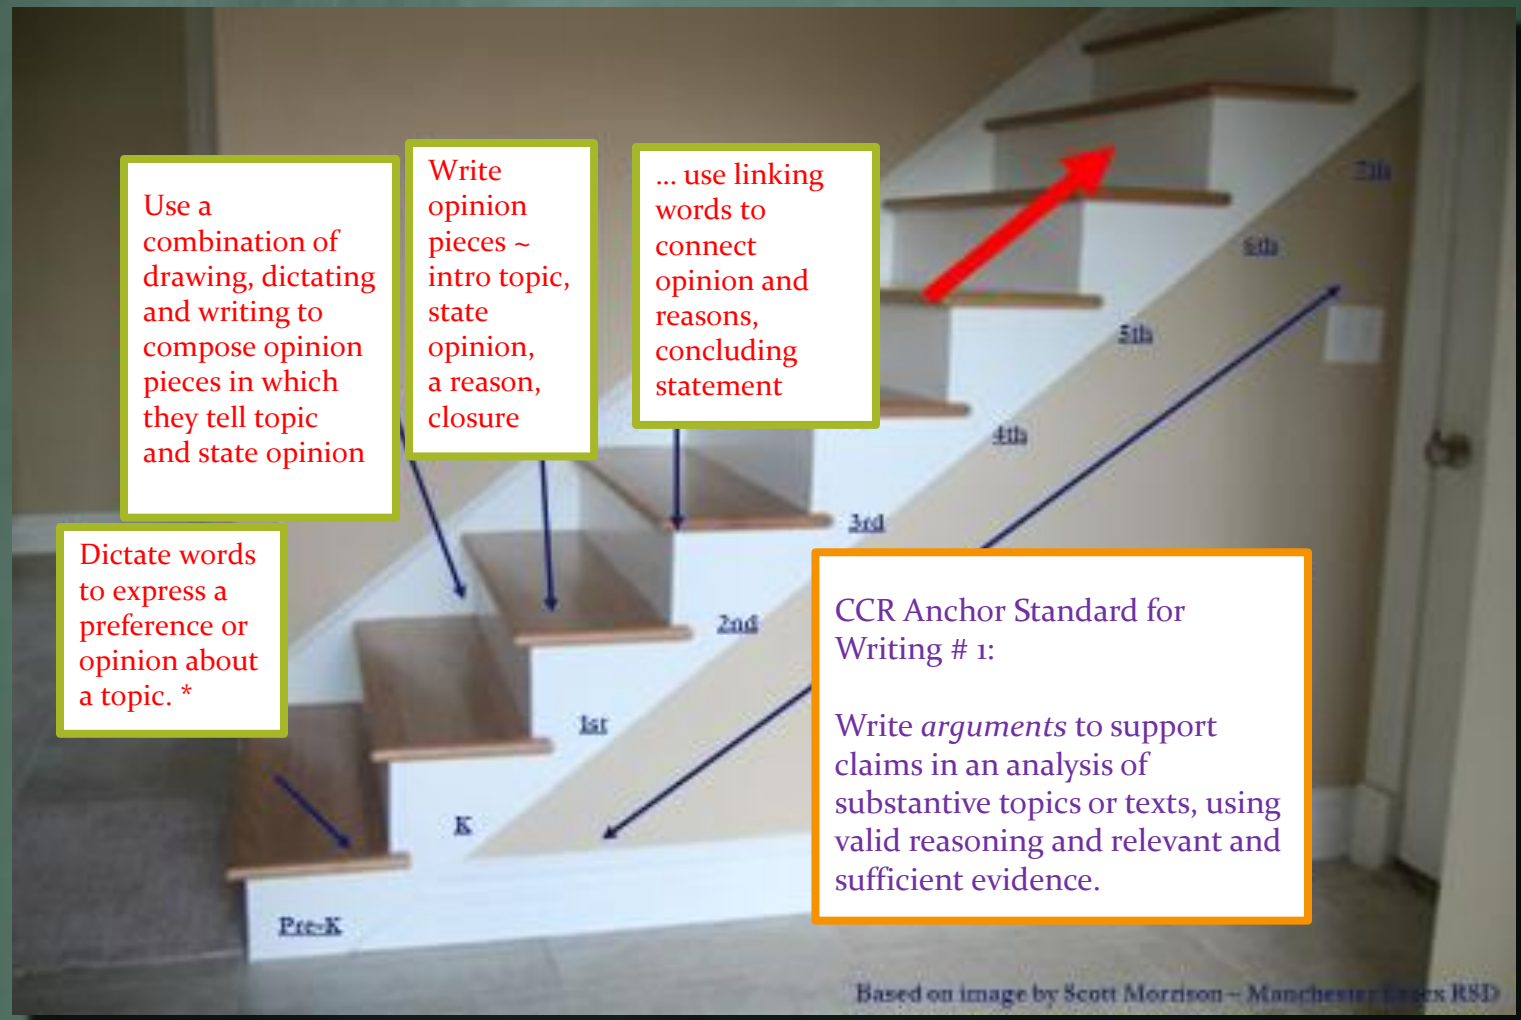 Use a
combination of
drawing, dictating
and writing to
compose opinion
pieces in which
they tell topic
and state opinion
Write
opinion
pieces ~
intro topic,
state
opinion,
a reason,
closure
... use linking
words to
connect
opinion and
reasons,
concluding
statement
Dictate words
to express a
preference or
opinion about
a topic. *
7th
6th
5th
4th
3rd
2nd
1st
K
Pre-K
CCR Anchor Standard for
Writing # 1:
Write arguments to support
claims in an analysis of
substantive topics or texts, using
valid reasoning and relevant and
sufficient evidence.
Based on image by Scott Morrison – Manchester Essex RSD